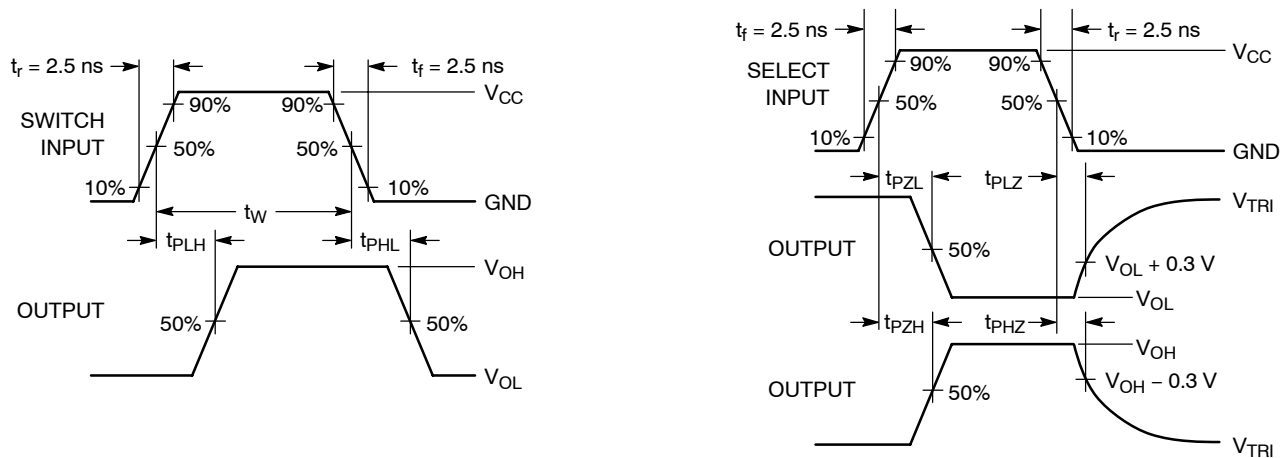 t_r = 2.5 ns
t_f = 2.5 ns
V_CC
90%
90%
SWITCH
INPUT
50%
50%
10%
10%
GND
t_W
t_PLH
t_PHL
V_OH
OUTPUT
50%
50%
V_OL
t_f = 2.5 ns
t_r = 2.5 ns
V_CC
90%
90%
SELECT
INPUT
50%
50%
10%
10%
GND
t_PZL
t_PLZ
V_TRI
OUTPUT
50%
V_OL + 0.3 V
V_OL
t_PZH
t_PHZ
V_OH
OUTPUT
50%
V_OH − 0.3 V
V_TRI